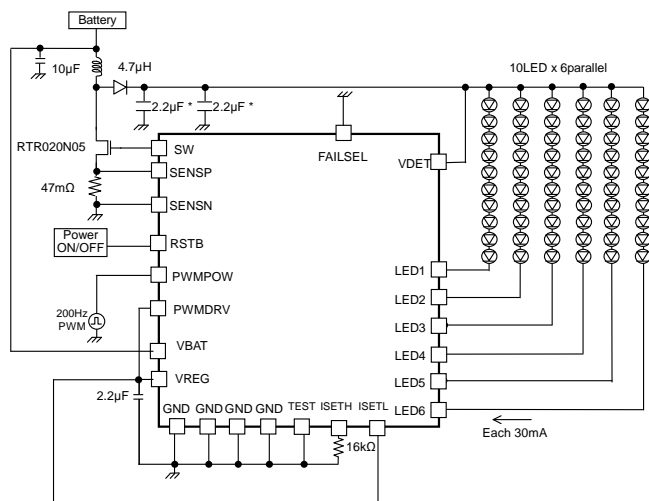 Battery
10µF
4.7µH
10LED x 6parallel
2.2µF *
2.2µF *
RTR020N05
SW
FAILSEL
VDET
SENSP
47mΩ
SENSN
Power
ON/OFF
RSTB
LED1
PWMPOW
LED2
200Hz
PWM
PWMDRV
LED3
VBAT
LED4
VREG
LED5
2.2µF
GND
GND
GND
GND
TEST
ISETH
ISETL
LED6
16kΩ
Each 30mA